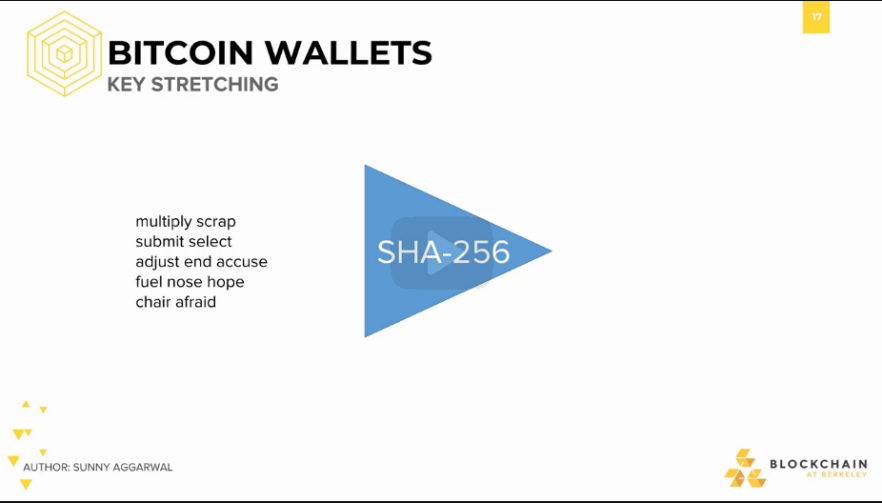 17
BITCOIN WALLETS
KEY STRETCHING
multiply scrap
submit select
adjust end accuse
fuel nose hope
chair afraid
SHA-256
AUTHOR: SUNNY AGGARWAL
BLOCKCHAIN
AT BERKELEY